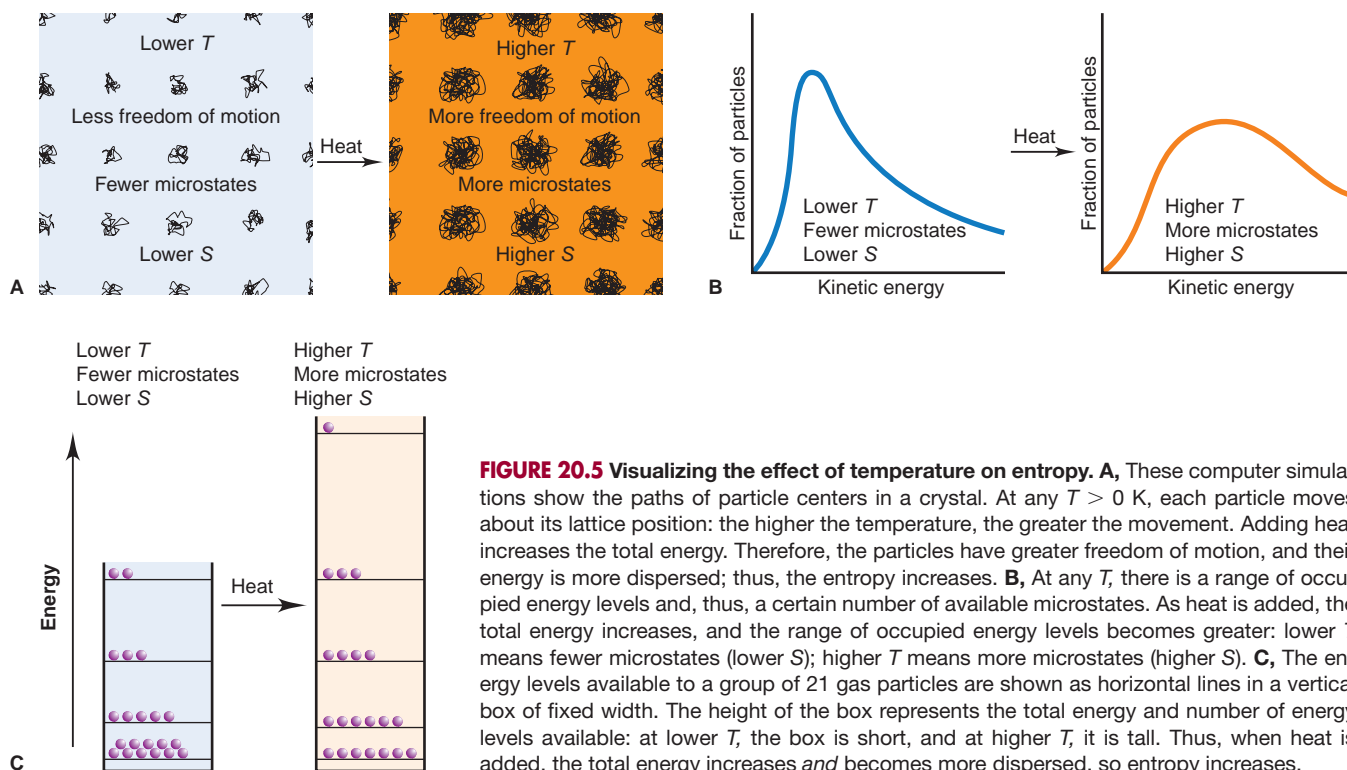 Lower T
Less freedom of motion
Fewer microstates
Lower S
A
Heat
Higher T
More freedom of motion
More microstates
Higher S
Fraction of particles
Lower T
Fewer microstates
Lower S
Kinetic energy
B
Heat
Fraction of particles
Higher T
More microstates
Higher S
Kinetic energy
Lower T
Fewer microstates
Lower S
Higher T
More microstates
Higher S
Energy
Heat
C
FIGURE 20.5 Visualizing the effect of temperature on entropy. A, These computer simula
tions show the paths of particle centers in a crystal. At any T > 0 K, each particle moves
about its lattice position: the higher the temperature, the greater the movement. Adding hea
increases the total energy. Therefore, the particles have greater freedom of motion, and thei
energy is more dispersed; thus, the entropy increases. B, At any T, there is a range of occu
pied energy levels and, thus, a certain number of available microstates. As heat is added, the
total energy increases, and the range of occupied energy levels becomes greater: lower T
means fewer microstates (lower S); higher T means more microstates (higher S). C, The en
ergy levels available to a group of 21 gas particles are shown as horizontal lines in a vertica
box of fixed width. The height of the box represents the total energy and number of energy
levels available: at lower T, the box is short, and at higher T, it is tall. Thus, when heat is
added, the total energy increases and becomes more dispersed, so entropy increases.